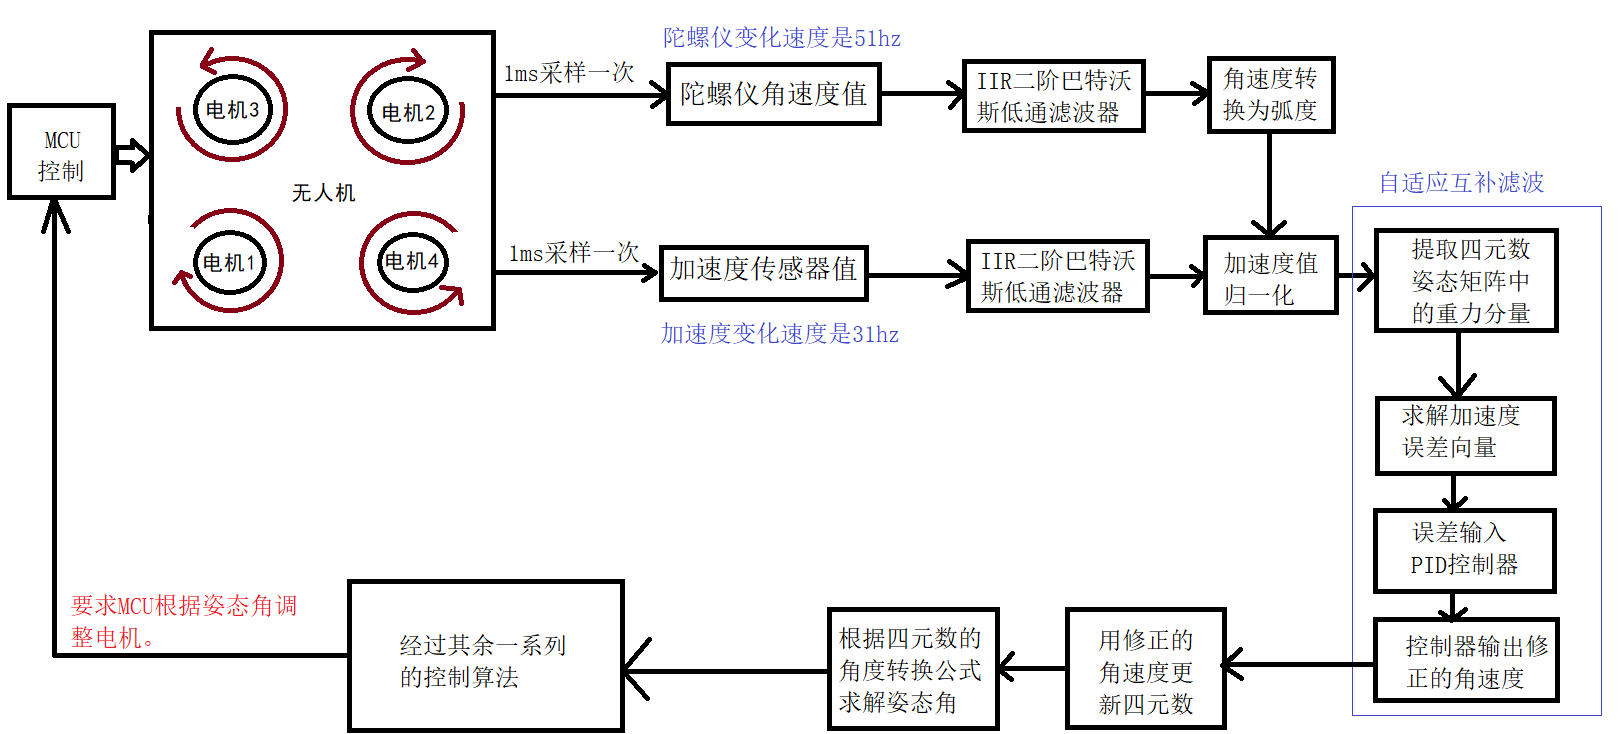 陀螺仪变化速度是51hz
1ms采样一次
陀螺仪角速度值
IIR二阶巴特沃
斯低通滤波器
角速度转
换为弧度
MCU
控制
电机3
电机2
无人机
电机1
电机4
1ms采样一次
加速度传感器值
加速度变化速度是31hz
IIR二阶巴特沃
斯低通滤波器
加速度值
归一化
自适应互补滤波
提取四元数
姿态矩阵中
的重力分量
求解加速度
误差向量
误差输入
PID控制器
控制器输出修
正的角速度
用修正的
角速度更
新四元数
根据四元数的
角度转换公式
求解姿态角
经过其余一系列
的控制算法
要求MCU根据姿态角调
整电机。